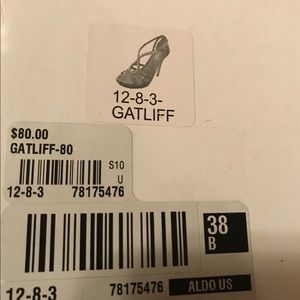 12-8-3-
GATLIFF
$80.00
GATLIFF-80
S10
U
12-8-3 78175476
38
B
12-8-3 78175476 ALDO US